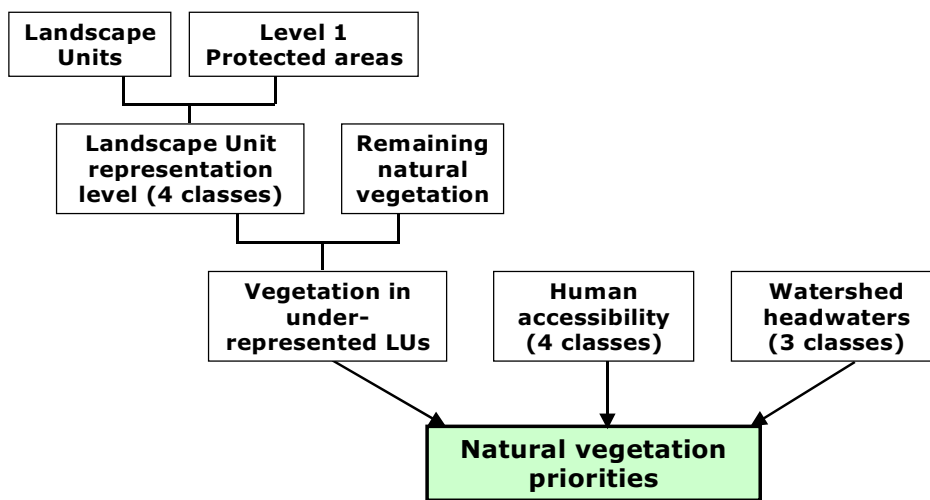 Landscape
Units
Level 1
Protected areas
Landscape Unit
representation
level (4 classes)
Remaining
natural
vegetation
Vegetation in
under-
represented LUs
Human
accessibility
(4 classes)
Watershed
headwaters
(3 classes)
Natural vegetation
priorities